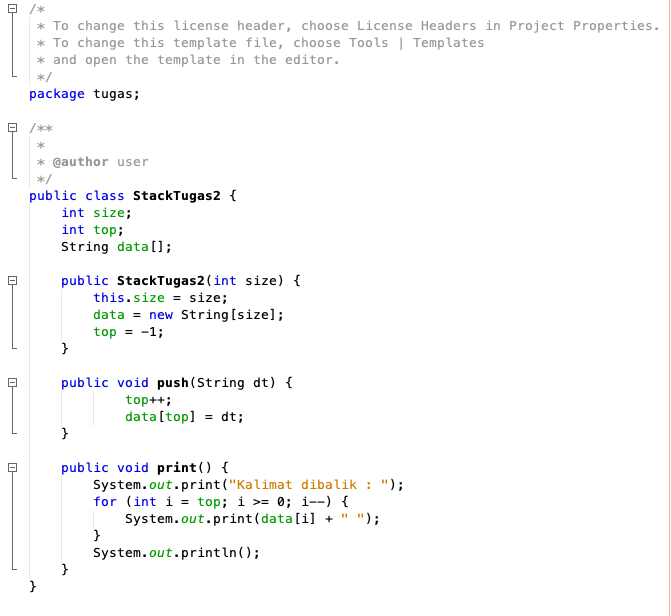 /*
 * To change this license header, choose License Headers in Project Properties.
 * To change this template file, choose Tools | Templates
 * and open the template in the editor.
 */
package tugas;

/**
 *
 * @author user
 */
public class StackTugas2 {
    int size;
    int top;
    String data[];

    public StackTugas2(int size) {
        this.size = size;
        data = new String[size];
        top = -1;
    }

    public void push(String dt) {
            top++;
            data[top] = dt;
    }

    public void print() {
        System.out.print("Kalimat dibalik : ");
        for (int i = top; i >= 0; i--) {
            System.out.print(data[i] + " ");
        }
        System.out.println();
    }
}